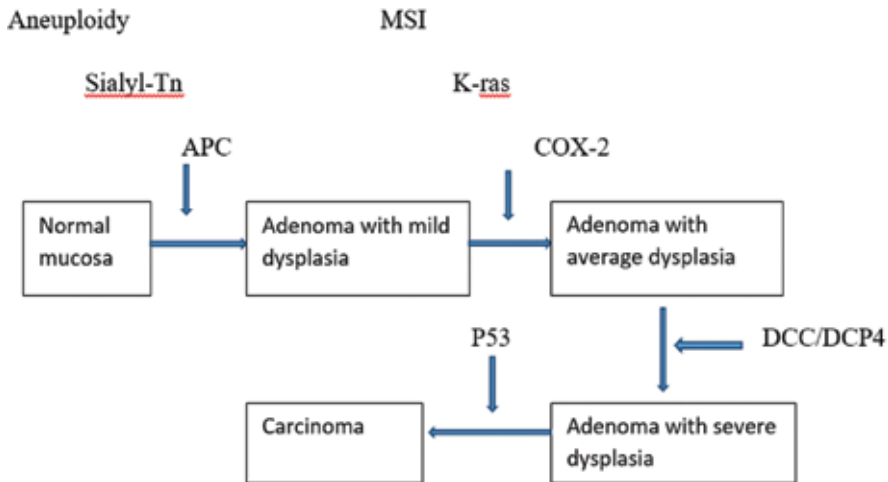 Aneuploidy
MSI
Sialyl-Tn
K-ras
APC
COX-2
Normal
mucosa
Adenoma with mild
dysplasia
Adenoma with
average dysplasia
P53
DCC/DCP4
Carcinoma
Adenoma with severe
dysplasia